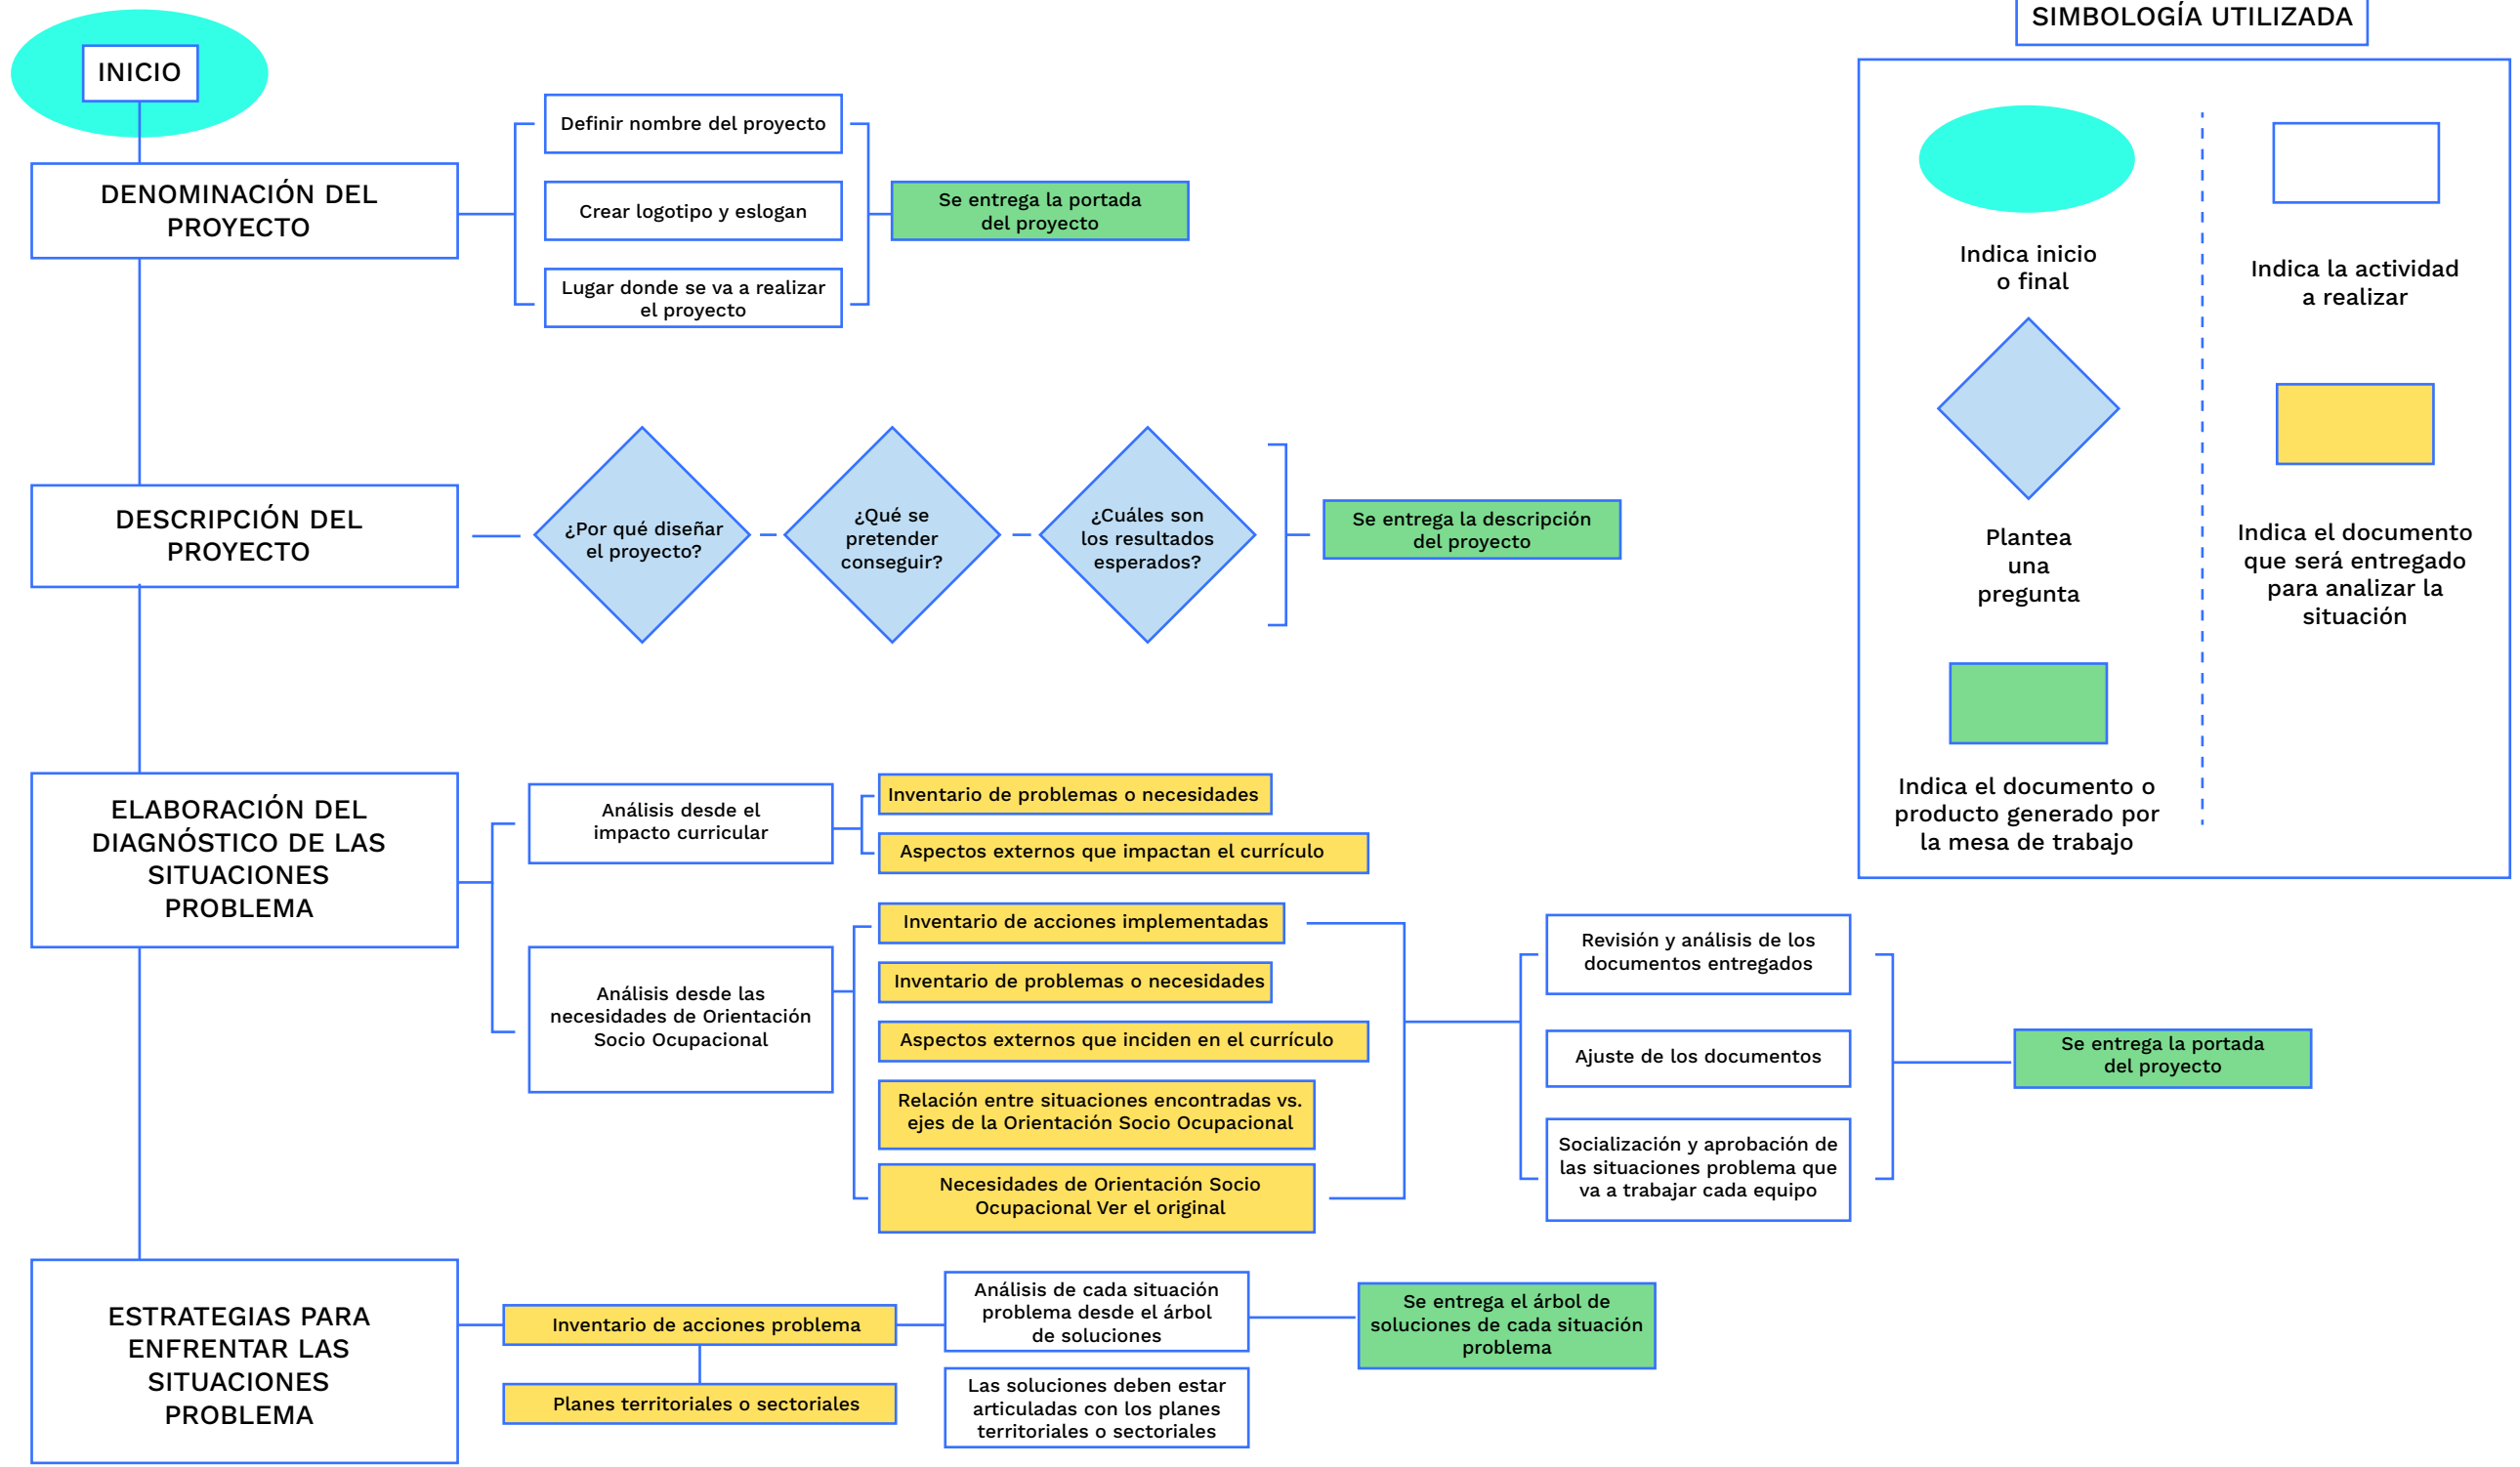 INICIO
DENOMINACIÓN DEL
PROYECTO
Definir nombre del proyecto
Crear logotipo y eslogan
Lugar donde se va a realizar
el proyecto
Se entrega la portada
del proyecto
DESCRIPCIÓN DEL
PROYECTO
¿Por qué diseñar
el proyecto?
¿Qué se
pretender
conseguir?
¿Cuáles son
los resultados
esperados?
Se entrega la descripción
del proyecto
ELABORACIÓN DEL
DIAGNÓSTICO DE LAS
SITUACIONES
PROBLEMA
Análisis desde el
impacto curricular
Inventario de problemas o necesidades
Aspectos externos que impactan el currículo
Análisis desde las
necesidades de Orientación
Socio Ocupacional
Inventario de acciones implementadas
Inventario de problemas o necesidades
Aspectos externos que inciden en el currículo
Relación entre situaciones encontradas vs.
ejes de la Orientación Socio Ocupacional
Necesidades de Orientación Socio
Ocupacional Ver el original
Revisión y análisis de los
documentos entregados
Ajuste de los documentos
Socialización y aprobación de
las situaciones problema que
va a trabajar cada equipo
Se entrega la portada
del proyecto
ESTRATEGIAS PARA
ENFRENTAR LAS
SITUACIONES
PROBLEMA
Inventario de acciones problema
Planes territoriales o sectoriales
Análisis de cada situación
problema desde el árbol
de soluciones
Las soluciones deben estar
articuladas con los planes
territoriales o sectoriales
Se entrega el árbol de
soluciones de cada situación
problema
SIMBOLOGÍA UTILIZADA
Indica inicio
o final
Plantea
una
pregunta
Indica el documento o
producto generado por
la mesa de trabajo
Indica la actividad
a realizar
Indica el documento
que será entregado
para analizar la
situación